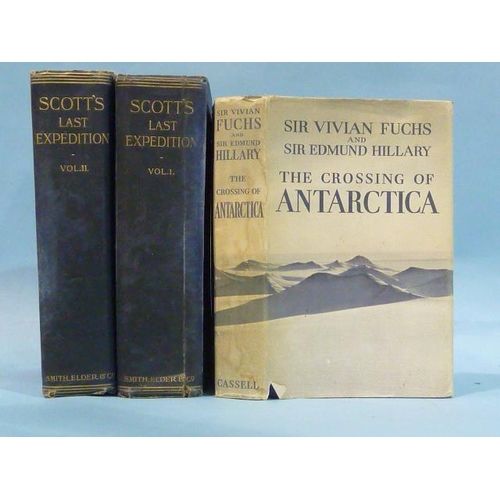 SCOTT'S
LAST
EXPEDITION
VOL.II.
SMITH, ELDER & Co
SCOTT'S
LAST
EXPEDITION
VOL.I.
SMITH, ELDER & Co
SIR VIVIAN
FUCHS
AND
SIR EDMUND
HILLARY
THE
CROSSING OF
ANTARCTICA
CASSELL
SIR VIVIAN FUCHS
AND
SIR EDMUND HILLARY
THE CROSSING OF
ANTARCTICA